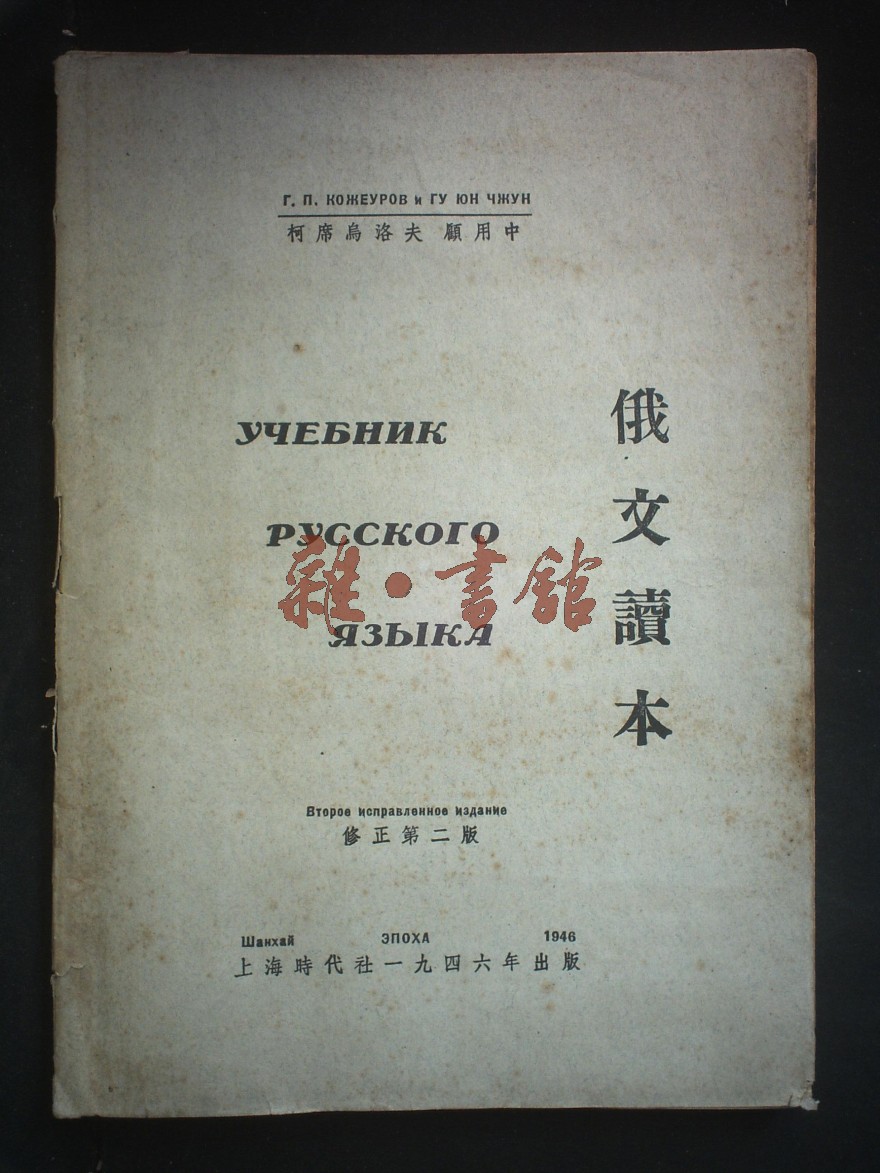 Г. П. КОЖЕУРОВ и ГУ ЮН ЧЖУН
柯席烏洛夫 顧用中
УЧЕБНИК
РУССКОГО
ЯЗЫКА
俄文讀本
雜·書館
Второе исправленное издание
修正第二版
Шанхай ЭПОХА 1946
上海時代社一九四六年出版